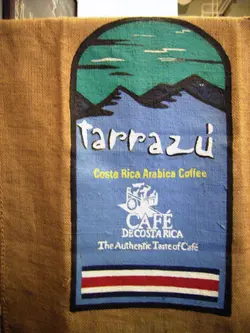 tarrazú
Costa Rica Arabica Coffee
CAFÉ
DE COSTA RICA
The Authentic Taste of Café